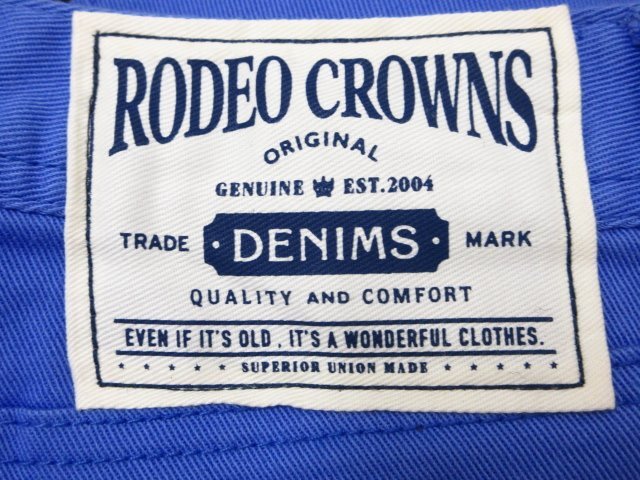 RODEO CROWNS
ORIGINAL
GENUINE EST.2004
TRADE · DENIMS · MARK
QUALITY AND COMFORT
EVEN IF IT'S OLD, IT'S A WONDERFUL CLOTHES.
SUPERIOR UNION MADE